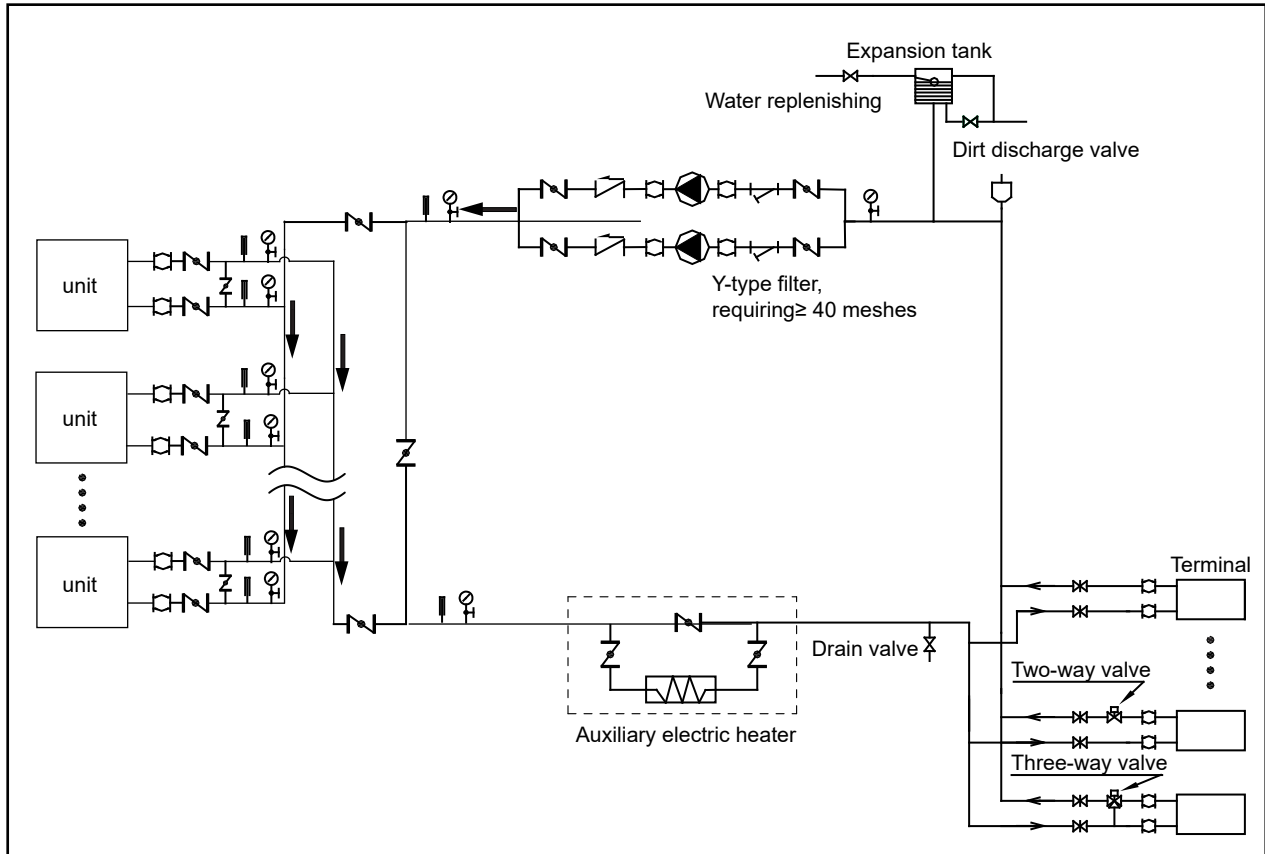 Expansion tank
Water replenishing
Dirt discharge valve
unit
Y-type filter,
requiring≥ 40 meshes
unit
unit
Terminal
Drain valve
Two-way valve
Auxiliary electric heater
Three-way valve